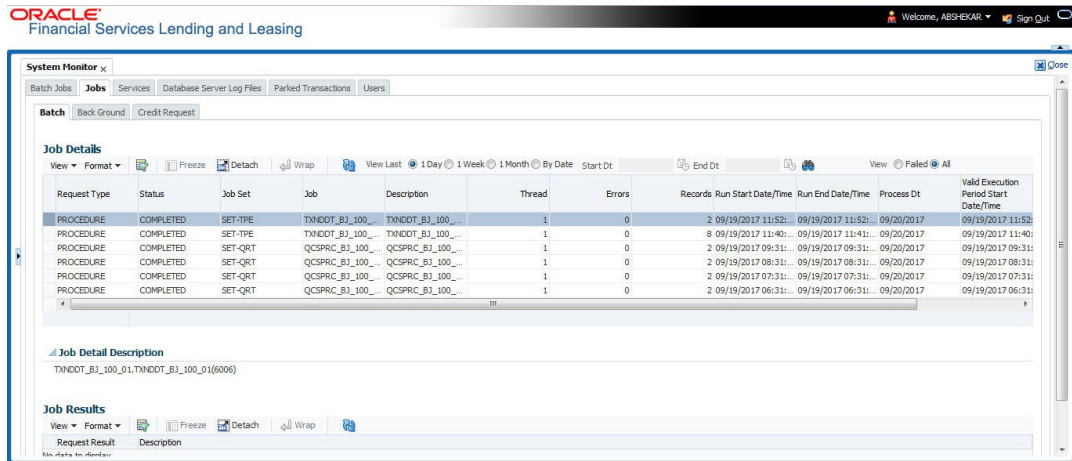 ORACLE®
Financial Services Lending and Leasing
Welcome, ABSHEKAR
Sign Out
System Monitor
Close
Batch Jobs Jobs Services Database Server Log Files Parked Transactions Users
Batch Back Ground Credit Request
Job Details
View Format Freeze Detach Wrap View Last 1 Day 1 Week 1 Month By Date Start Dt End Dt View Failed All
Request Type Status Job Set Job Description Thread Errors Records Run Start Date/Time Run End Date/Time Process Dt Valid Execution Period Start Date/Time
PROCEDURE COMPLETED SET-TPE TXNDDT_BJ_100_... TXNDDT_BJ_100_... 1 0 2 09/19/2017 11:52:... 09/19/2017 11:52:... 09/20/2017 09/19/2017 11:52:
PROCEDURE COMPLETED SET-TPE TXNDDT_BJ_100_... TXNDDT_BJ_100_... 1 0 8 09/19/2017 11:40:... 09/19/2017 11:41:... 09/20/2017 09/19/2017 11:40:
PROCEDURE COMPLETED SET-QRT QCSPRC_BJ_100_... QCSPRC_BJ_100_... 1 0 2 09/19/2017 09:31:... 09/19/2017 09:31:... 09/20/2017 09/19/2017 09:31:
PROCEDURE COMPLETED SET-QRT QCSPRC_BJ_100_... QCSPRC_BJ_100_... 1 0 2 09/19/2017 08:31:... 09/19/2017 08:31:... 09/20/2017 09/19/2017 08:31:
PROCEDURE COMPLETED SET-QRT QCSPRC_BJ_100_... QCSPRC_BJ_100_... 1 0 2 09/19/2017 07:31:... 09/19/2017 07:31:... 09/20/2017 09/19/2017 07:31:
PROCEDURE COMPLETED SET-QRT QCSPRC_BJ_100_... QCSPRC_BJ_100_... 1 0 2 09/19/2017 06:31:... 09/19/2017 06:31:... 09/20/2017 09/19/2017 06:31:
Job Detail Description
TXNDDT_BJ_100_01.TXNDDT_BJ_100_01(6006)
Job Results
View Format Freeze Detach Wrap
Request Result Description
No data to display